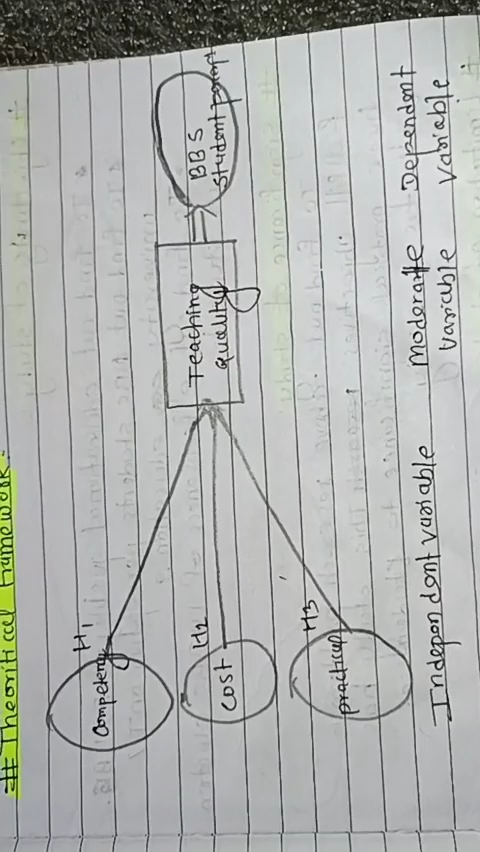 # Theoritical Framework:
H1
Competency
H2
Cost
H3
practical
Teaching
quality
BBS
student
Independent variable
Moderatte
variable
Dependent
variable